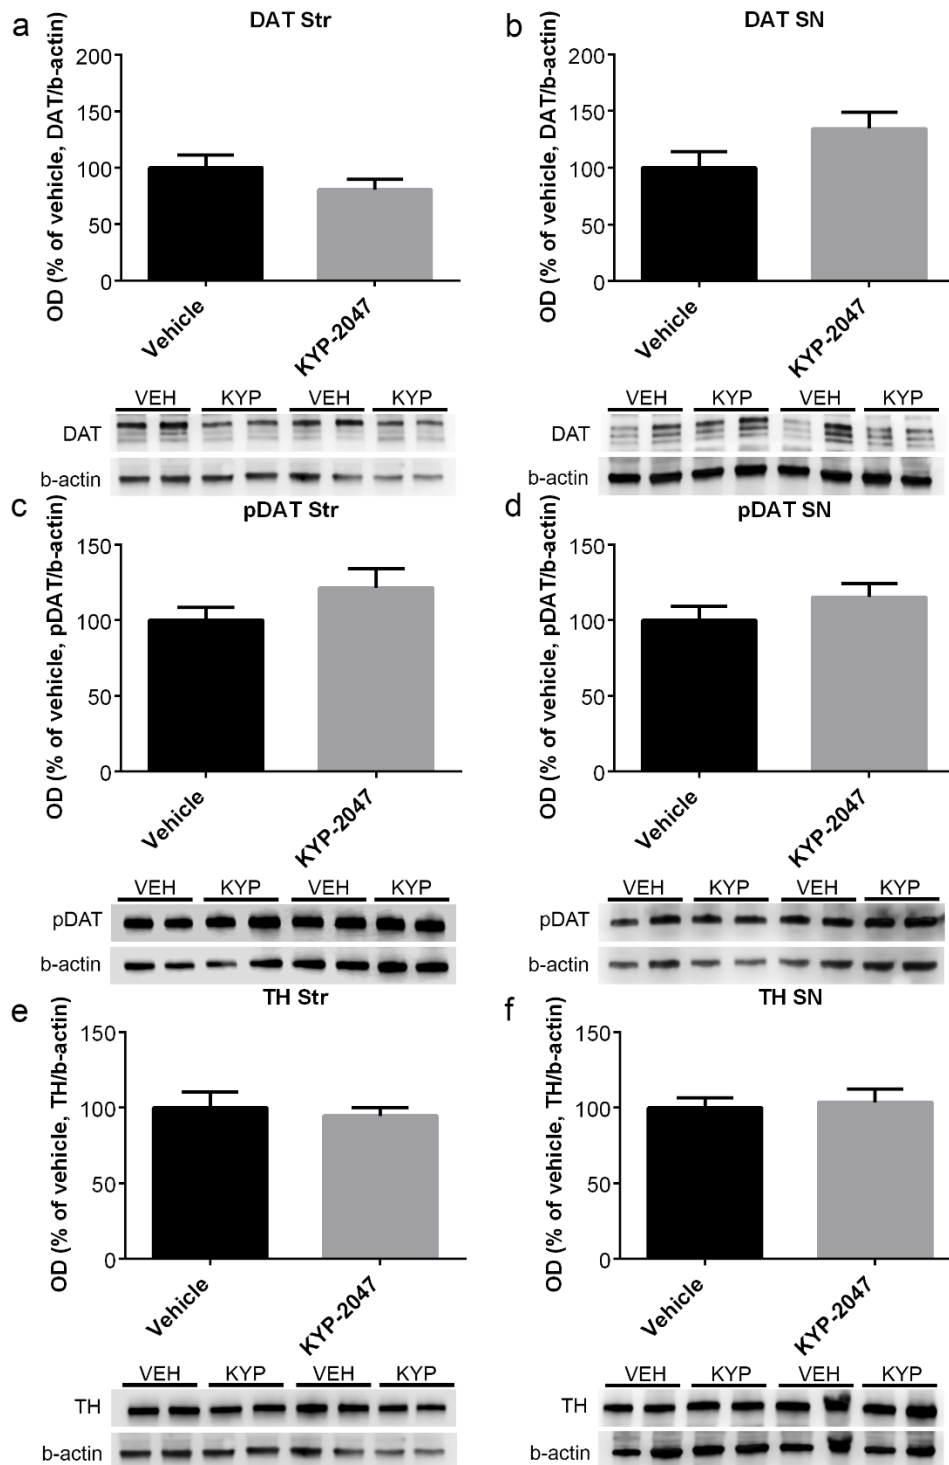 a
DAT Str
OD (% of vehicle, DAT/b-actin)
200
150
100
50
0
Vehicle
KYP-2047
VEH KYP VEH KYP
DAT
b-actin
b
DAT SN
OD (% of vehicle, DAT/b-actin)
200
150
100
50
0
Vehicle
KYP-2047
VEH KYP VEH KYP
DAT
b-actin
c
pDAT Str
OD (% of vehicle, pDAT/b-actin)
150
100
50
0
Vehicle
KYP-2047
VEH KYP VEH KYP
pDAT
b-actin
d
pDAT SN
OD (% of vehicle, pDAT/b-actin)
150
100
50
0
Vehicle
KYP-2047
VEH KYP VEH KYP
pDAT
b-actin
e
TH Str
OD (% of vehicle, TH/b-actin)
150
100
50
0
Vehicle
KYP-2047
VEH KYP VEH KYP
TH
b-actin
f
TH SN
OD (% of vehicle, TH/b-actin)
150
100
50
0
Vehicle
KYP-2047
VEH KYP VEH KYP
TH
b-actin